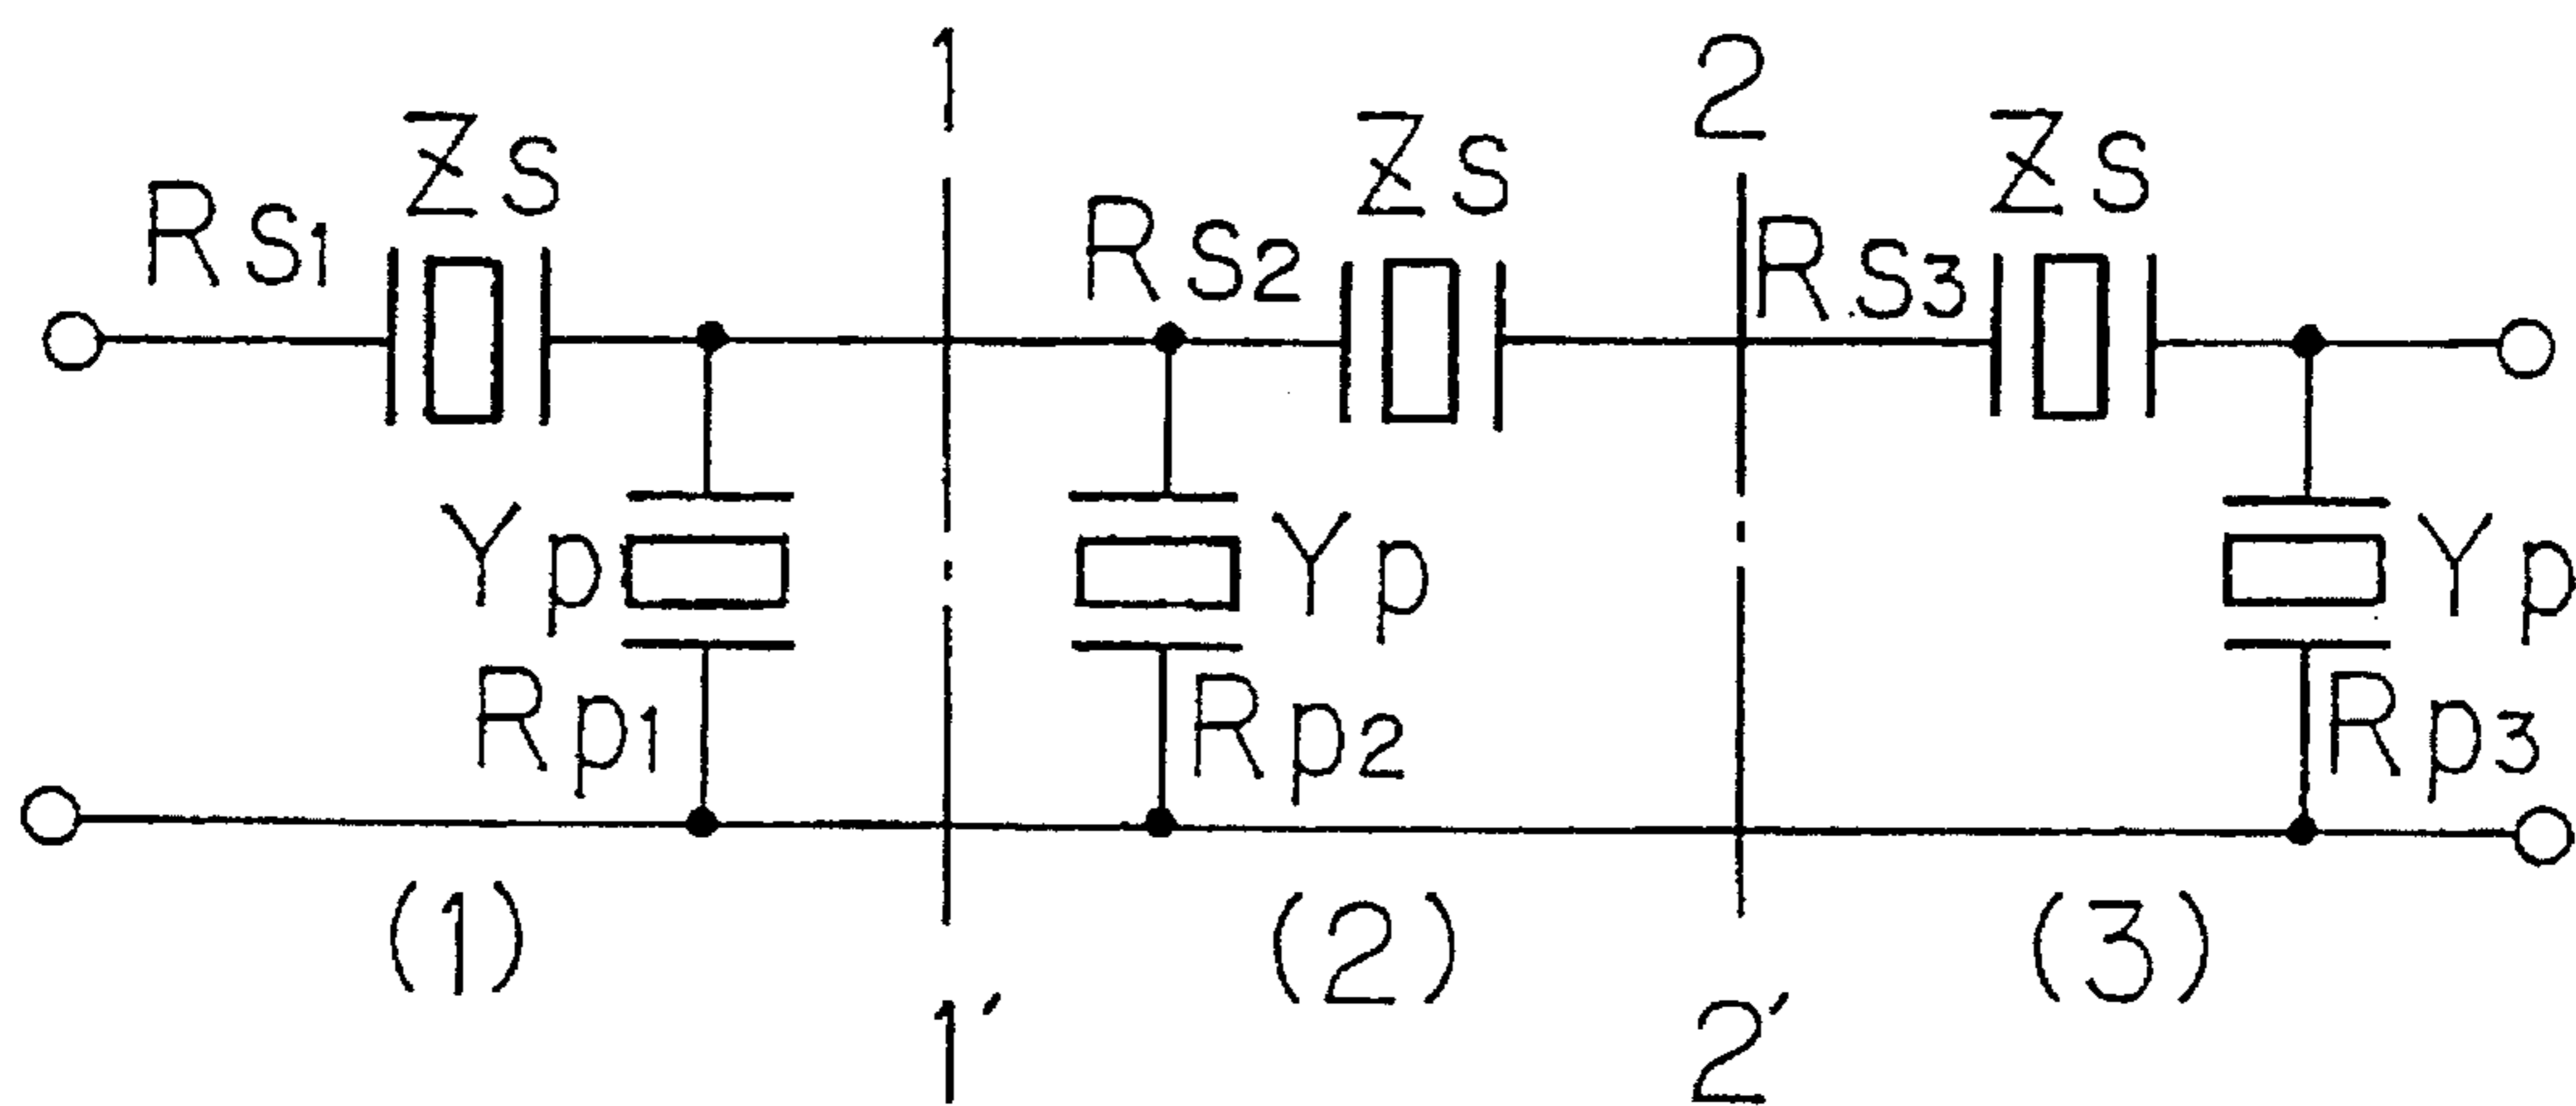 1 2
Zs Zs Zs
Rs1 Rs2 Rs3
Yp Yp Yp
Rp1 Rp2 Rp3
(1) (2) (3)
1′ 2′